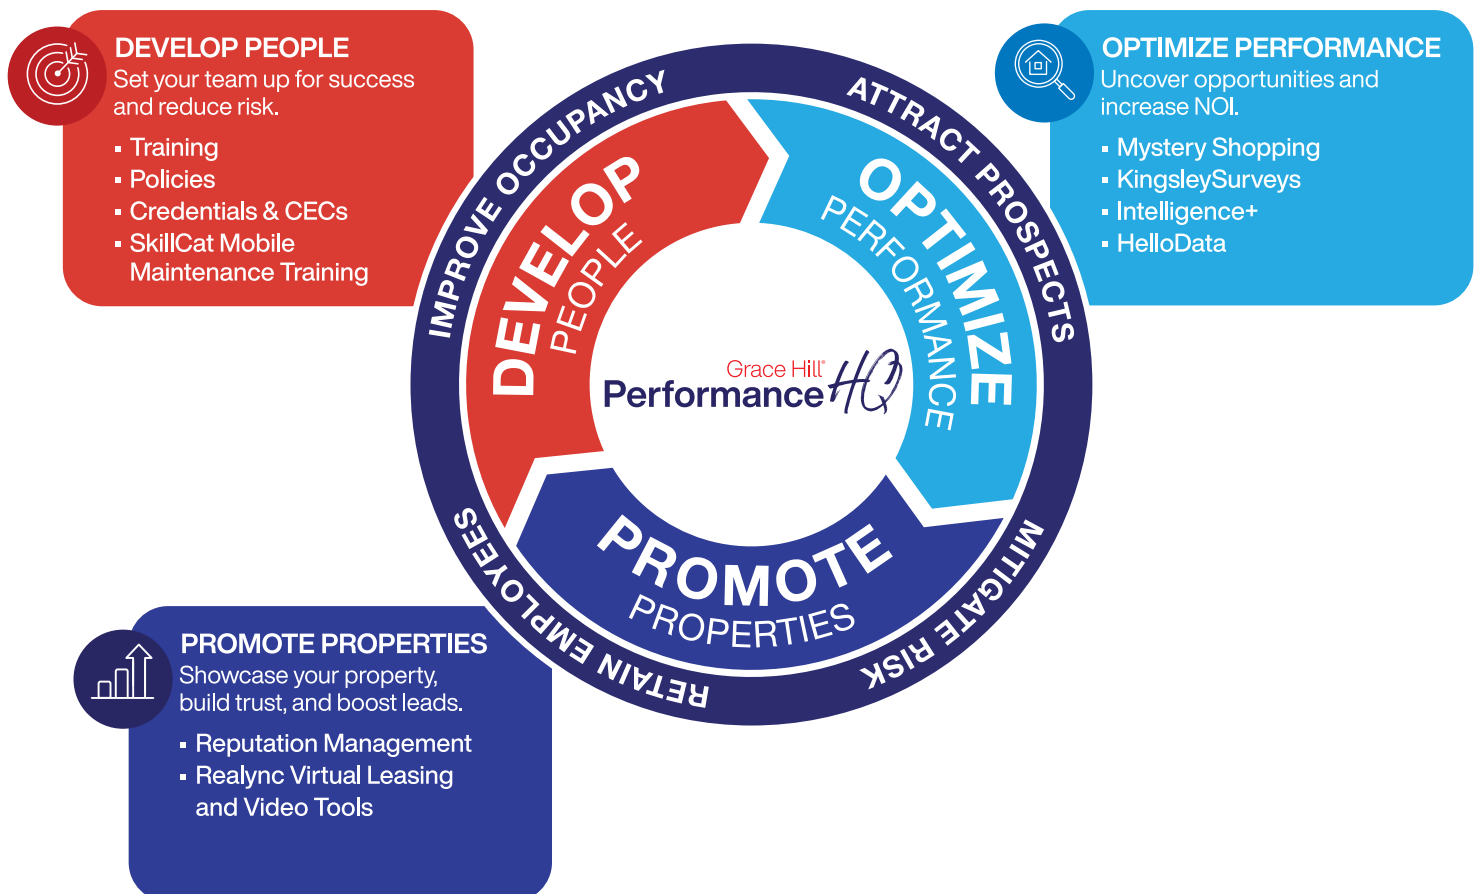 DEVELOP PEOPLE
Set your team up for success
and reduce risk.
▪ Training
▪ Policies
▪ Credentials & CECs
▪ SkillCat Mobile
Maintenance Training
OPTIMIZE PERFORMANCE
Uncover opportunities and
increase NOI.
▪ Mystery Shopping
▪ KingsleySurveys
▪ Intelligence+
▪ HelloData
IMPROVE OCCUPANCY
ATTRACT PROSPECTS
MITIGATE RISK
RETAIN EMPLOYEES
DEVELOP
PEOPLE
OPTIMIZE
PERFORMANCE
PROMOTE
PROPERTIES
Grace Hill®
Performance HQ
PROMOTE PROPERTIES
Showcase your property,
build trust, and boost leads.
▪ Reputation Management
▪ Realync Virtual Leasing
and Video Tools